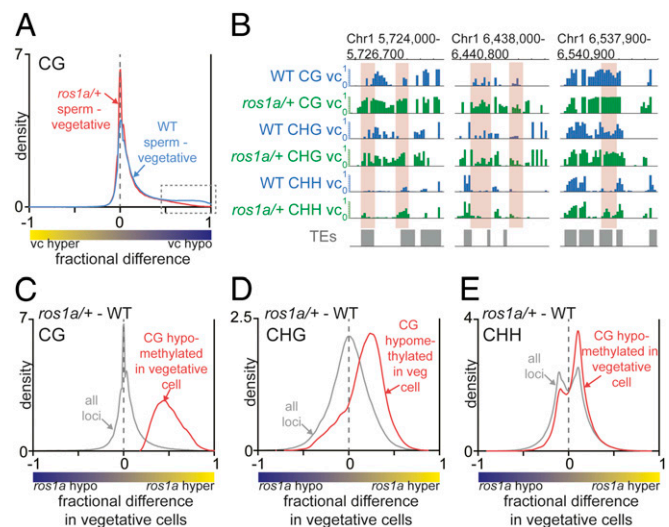 A
CG
7
density
0
ros1a/+
sperm -
vegetative
WT
sperm -
vegetative
-1
0
1
vc hyper
vc hypo
fractional difference
B
Chr1 5,724,000-
5,726,700
Chr1 6,438,000-
6,440,800
Chr1 6,537,900-
6,540,900
WT CG vc 1 0
ros1a/+ CG vc 1 0
WT CHG vc 1 0
ros1a/+ CHG vc 1 0
WT CHH vc 1 0
ros1a/+ CHH vc 1 0
TEs
C
ros1a/+ - WT
CG
7
density
0
CG hypo-
methylated
in vegetative
cell
all
loci
-1
0
1
ros1a hypo
ros1a hyper
fractional difference
in vegetative cells
D
ros1a/+ - WT
CHG
2.5
density
0
CG
hypome-
thylated
in veg
cell
all
loci
-1
0
1
ros1a hypo
ros1a hyper
fractional difference
in vegetative cells
E
ros1a/+ - WT
CHH
4
density
0
CG hypo-
methylated in
vegetative
cell
all
loci
-1
0
1
ros1a hypo
ros1a hyper
fractional difference
in vegetative cells